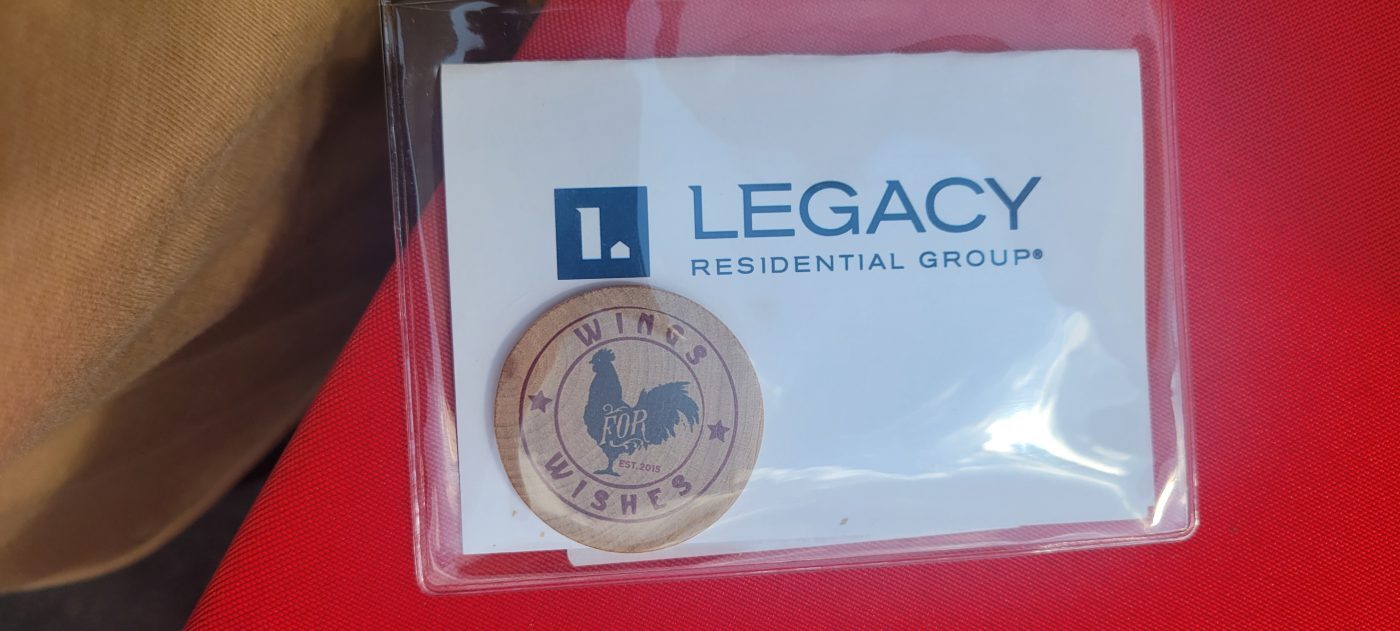 L.
LEGACY
RESIDENTIAL GROUP®
WINGS
FOR
EST. 2015
WISHES